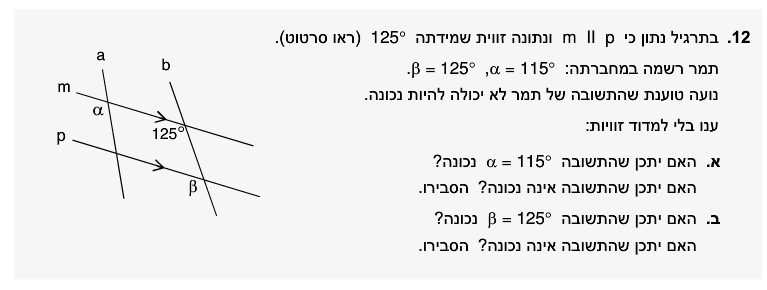 12. בתרגיל נתון כי m II p ונתונה זווית שמידתה 125° (ראו סרטוט).
תמר רשמה במחברתה: α = 115°, β = 125°.
נועה טוענת שהתשובה של תמר לא יכולה להיות נכונה.
ענו בלי למדוד זוויות:
א. האם יתכן שהתשובה α = 115° נכונה?
האם יתכן שהתשובה אינה נכונה? הסבירו.
ב. האם יתכן שהתשובה β = 125° נכונה?
האם יתכן שהתשובה אינה נכונה? הסבירו.
a
b
m
α
125°
p
β